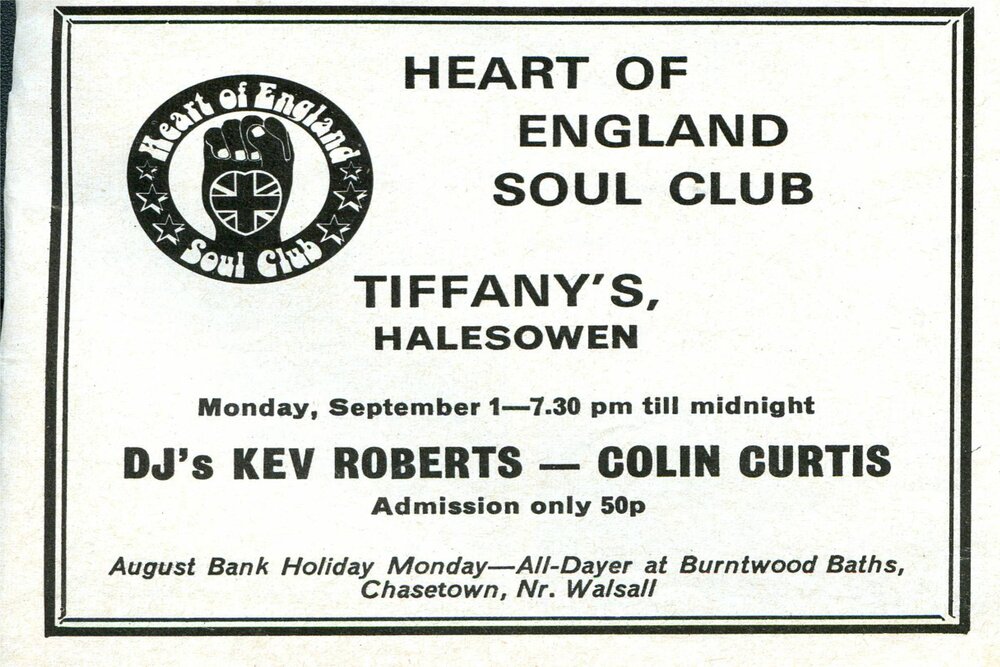 Heart of England
Soul Club
HEART OF
ENGLAND
SOUL CLUB
TIFFANY'S,
HALESOWEN
Monday, September 1—7.30 pm till midnight
DJ's KEV ROBERTS — COLIN CURTIS
Admission only 50p
August Bank Holiday Monday—All-Dayer at Burntwood Baths,
Chasetown, Nr. Walsall